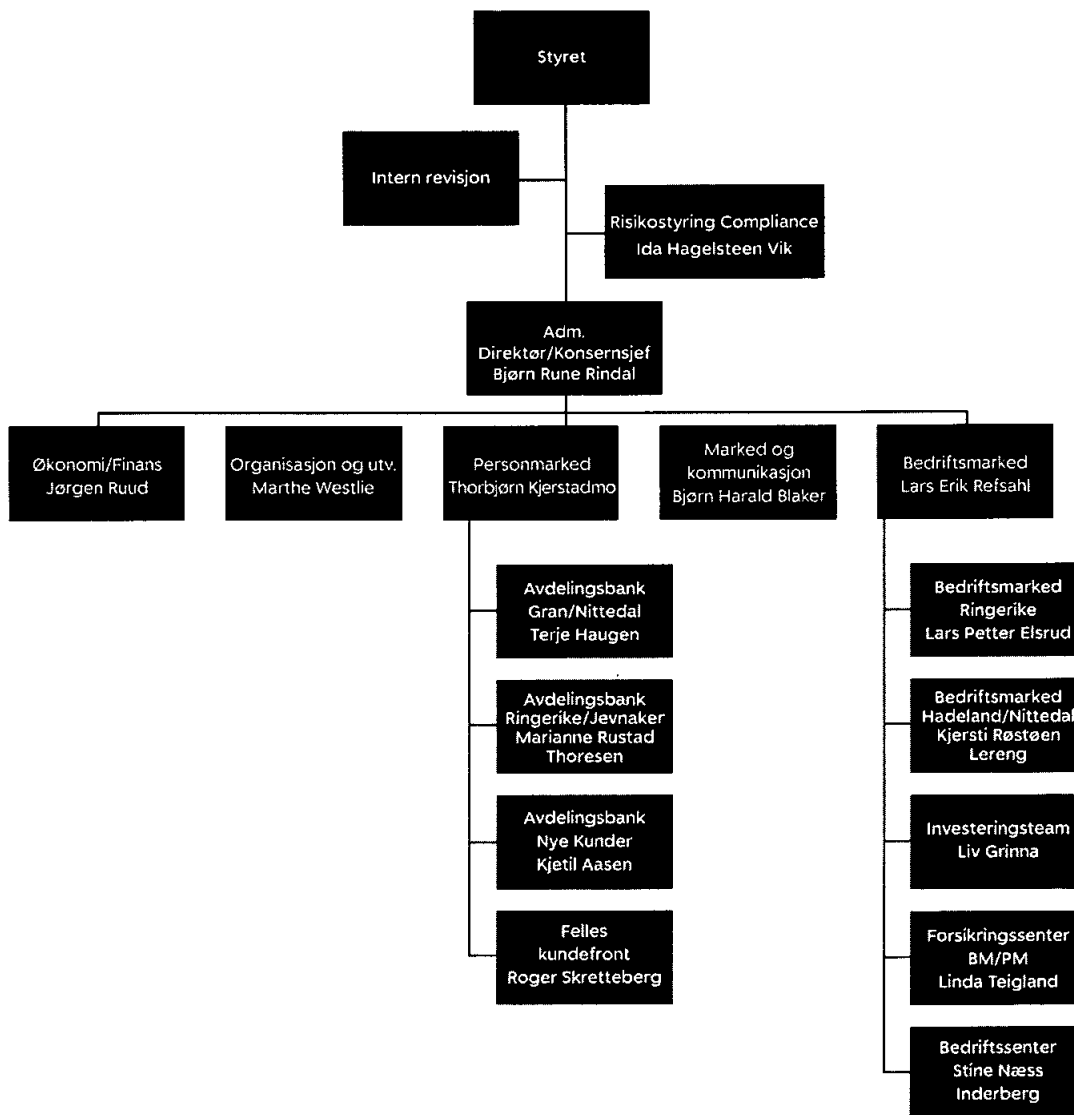 Styret
Intern revisjon
Risikostyring Compliance
Ida Hagelsteen Vik
Adm.
Direktør/Konsernsjef
Bjørn Rune Rindal
Økonomi/Finans
Jørgen Ruud
Organisasjon og utv.
Marthe Westlie
Personmarked
Thorbjørn Kjerstadmo
Marked og
kommunikasjon
Bjørn Harald Blaker
Bedriftsmarked
Lars Erik Refsahl
Avdelingsbank
Gran/Nittedal
Terje Haugen
Avdelingsbank
Ringerike/Jevnaker
Marianne Rustad
Thoresen
Avdelingsbank
Nye Kunder
Kjetil Aasen
Felles
kundefront
Roger Skretteberg
Bedriftsmarked
Ringerike
Lars Petter Elsrud
Bedriftsmarked
Hadeland/Nittedal
Kjersti Røstøen
Lereng
Investeringsteam
Liv Grinna
Forsikringssenter
BM/PM
Linda Teigland
Bedriftssenter
Stine Næss
Inderberg